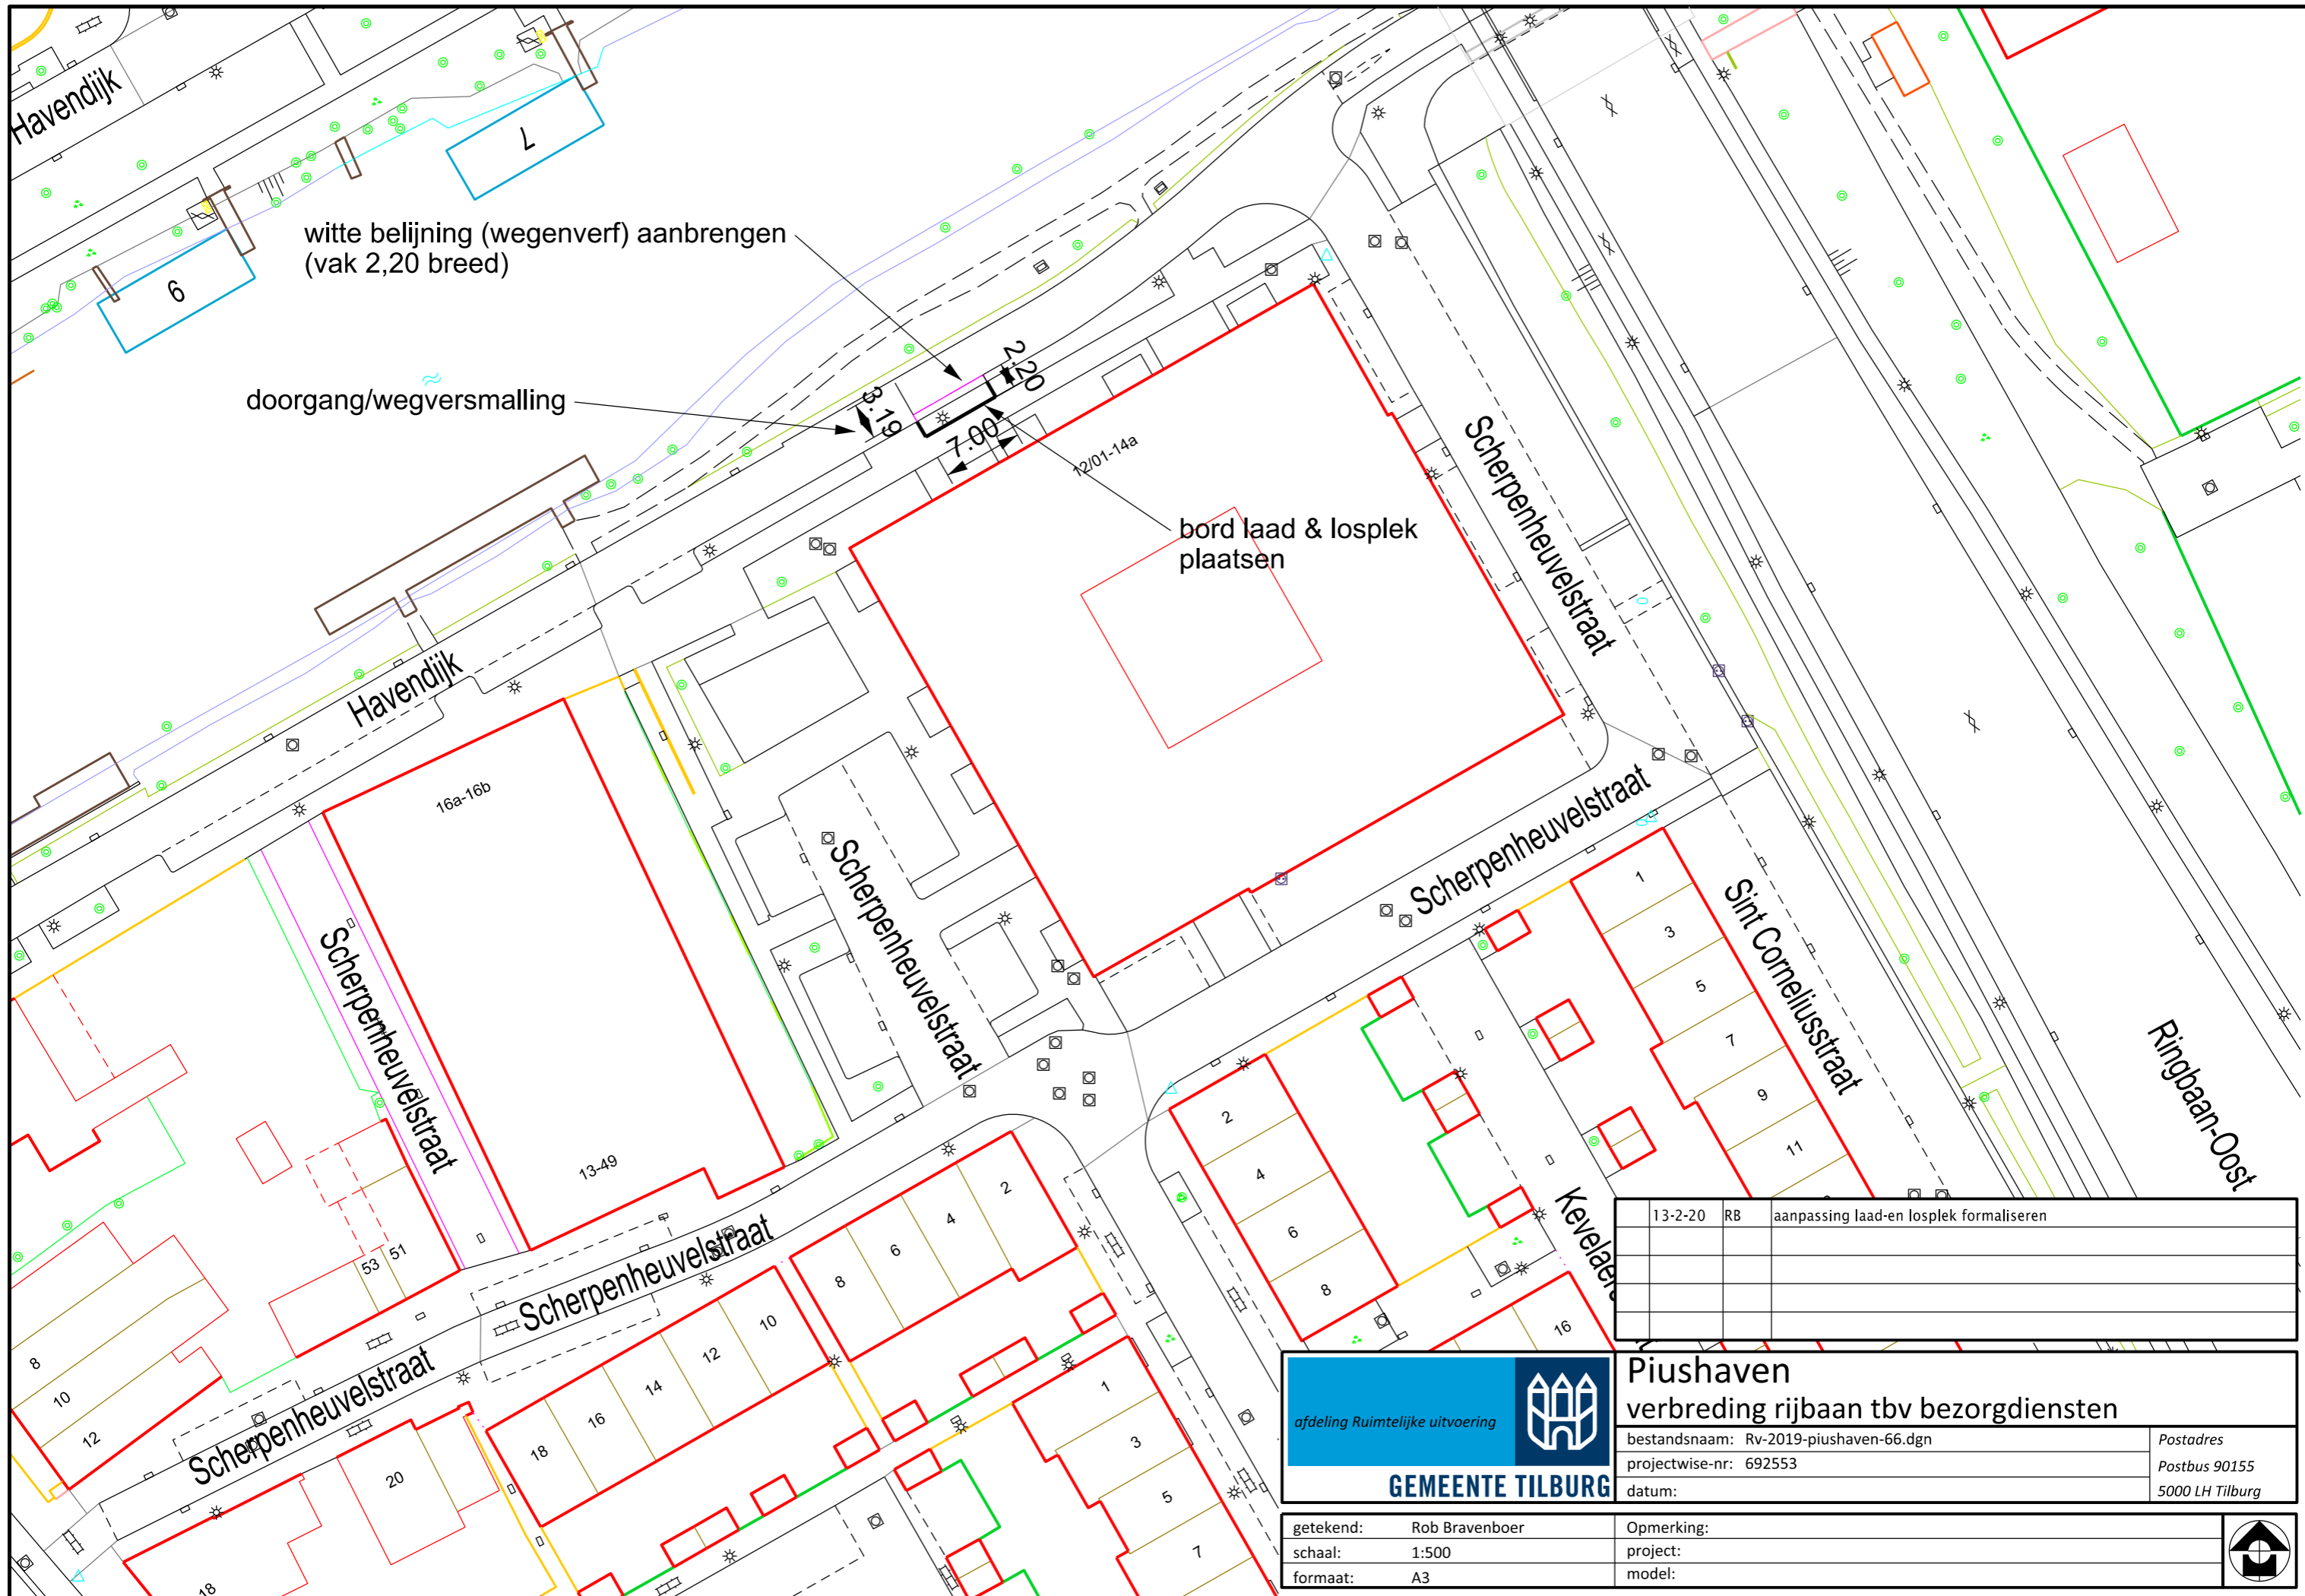 Havendijk
7
9
witte belijning (wegenverf) aanbrengen
(vak 2,20 breed)
doorgang/wegversmalling
2.20
3.19
7.00
12/01-14a
bord laad & losplek
plaatsen
Scherpenheuvelstraat
Havendijk
16a-16b
13-49
Scherpenheuvelstraat
Scherpenheuvelstraat
Scherpenheuvelstraat
Sint Corneliusstraat
Ringbaan-Oost
1
3
5
7
9
11
2
4
6
8
16
2
4
6
8
10
12
14
16
18
20
18
51
53
8
10
12
Scherpenheuvelstraat
Scherpenheuvelstraat
1
3
5
7
13-2-20 RB aanpassing laad-en losplek formaliseren
afdeling Ruimtelijke uitvoering
GEMEENTE TILBURG
Piushaven
verbreding rijbaan tbv bezorgdiensten
bestandsnaam: Rv-2019-piushaven-66.dgn
projectwise-nr: 692553
datum:
Postadres
Postbus 90155
5000 LH Tilburg
getekend: Rob Bravenboer
schaal: 1:500
formaat: A3
Opmerking:
project:
model: